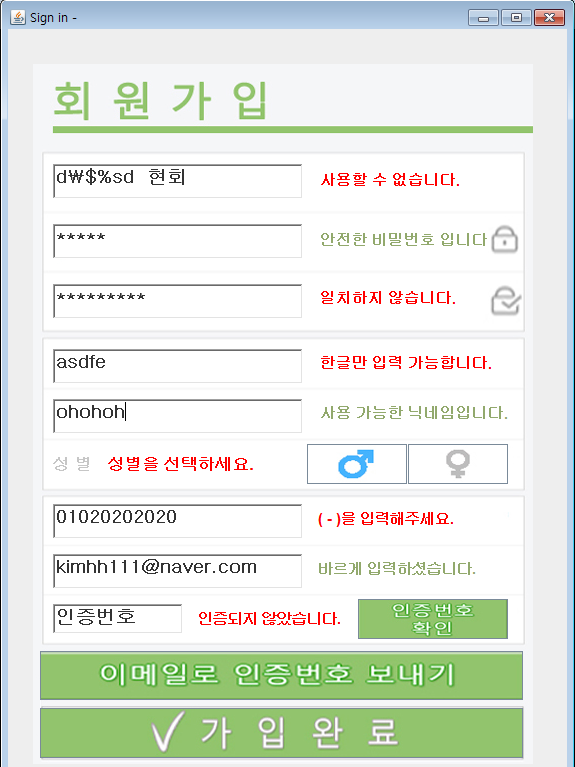 Sign in -
회 원 가 입
d₩$%sd 현회 사용할 수 없습니다.
***** 안전한 비밀번호 입니다
********* 일치하지 않습니다.
asdfe 한글만 입력 가능합니다.
ohohoh 사용 가능한 닉네임입니다.
성 별 성별을 선택하세요.
01020202020 ( - )을 입력해주세요.
kimhh111@naver.com 바르게 입력하셨습니다.
인증번호 인증되지 않았습니다. 인증번호
확인
이메일로 인증번호 보내기
가 입 완 료